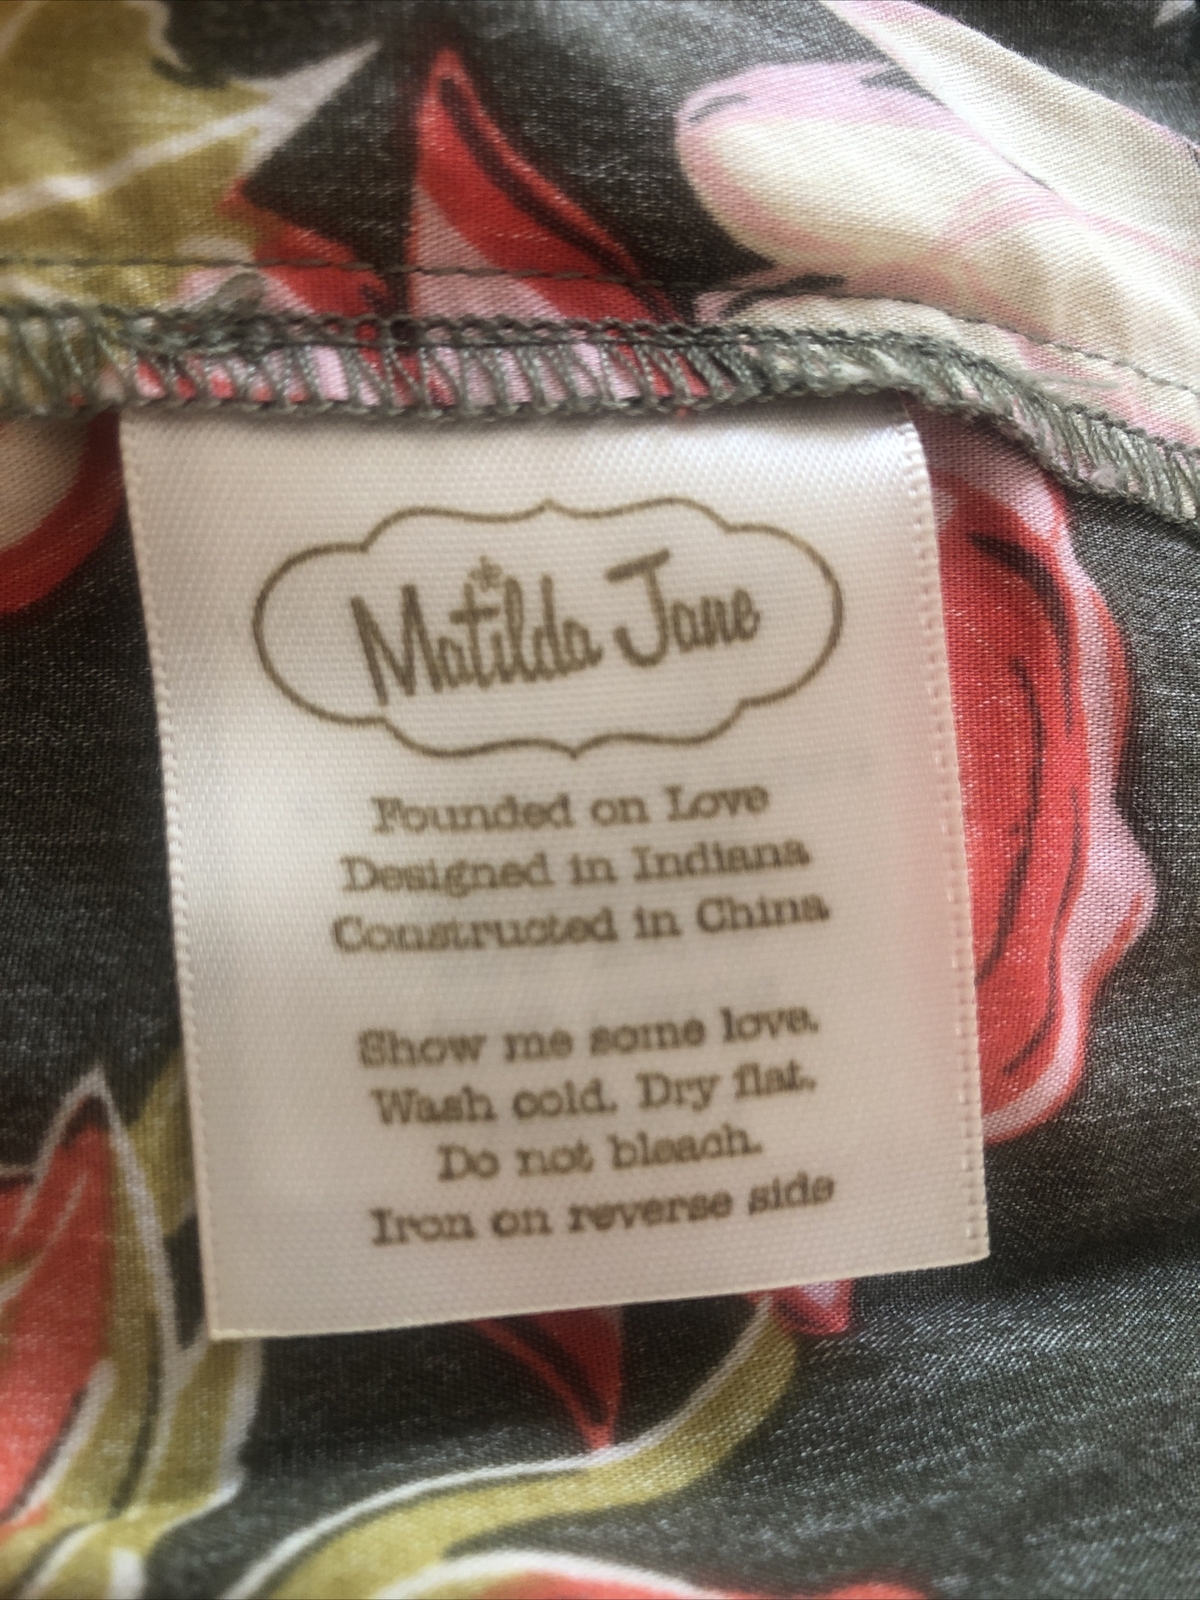 Matilda Jane
Founded on Love
Designed in Indiana
Constructed in China
Show me some love.
Wash cold. Dry flat.
Do not bleach.
Iron on reverse side